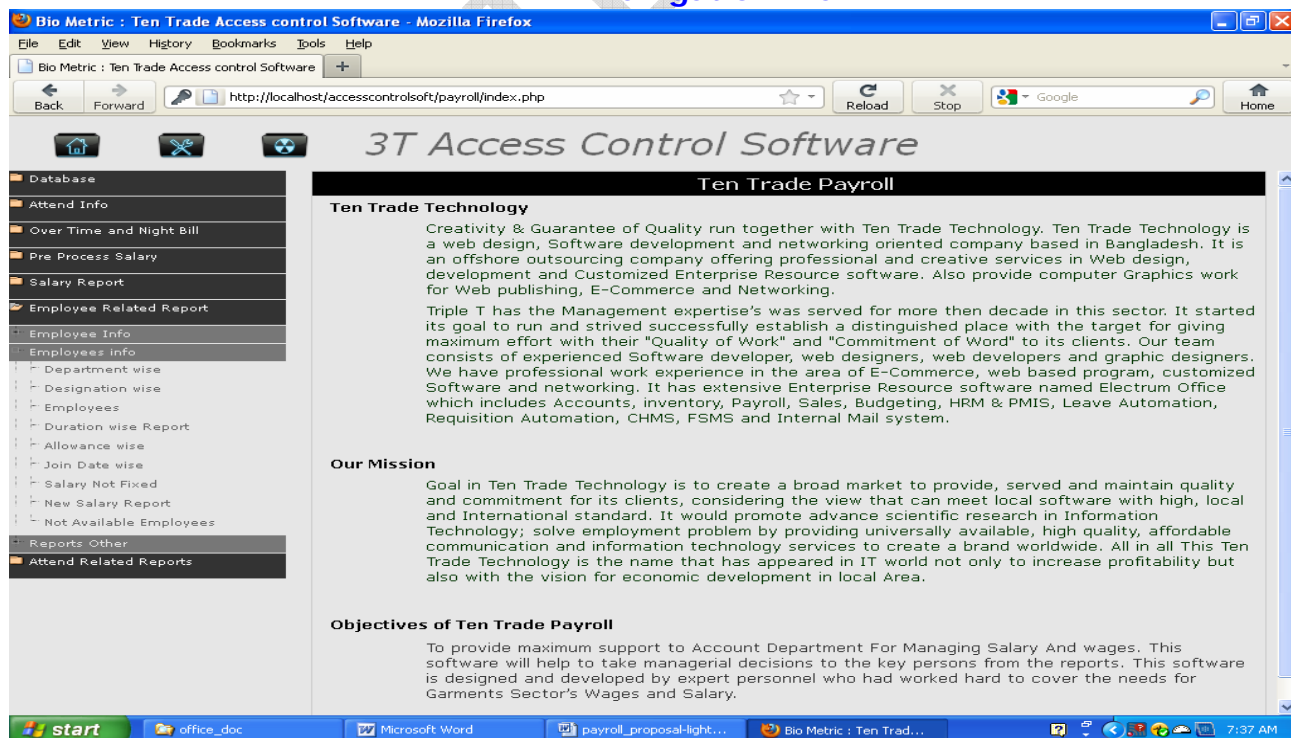 Bio Metric : Ten Trade Access control Software - Mozilla Firefox
File Edit View History Bookmarks Tools Help
Bio Metric : Ten Trade Access control Software
Back Forward http://localhost/accesscontrolsoft/payroll/index.php Reload Stop Google Home
3T Access Control Software
Database
Attend Info
Over Time and Night Bill
Pre Process Salary
Salary Report
Employee Related Report
Employee Info
Employees info
Department wise
Designation wise
Employees
Duration wise Report
Allowance wise
Join Date wise
Salary Not Fixed
New Salary Report
Not Available Employees
Reports Other
Attend Related Reports
Ten Trade Payroll
Ten Trade Technology
Creativity & Guarantee of Quality run together with Ten Trade Technology. Ten Trade Technology is
a web design, Software development and networking oriented company based in Bangladesh. It is
an offshore outsourcing company offering professional and creative services in Web design,
development and Customized Enterprise Resource software. Also provide computer Graphics work
for Web publishing, E-Commerce and Networking.
Triple T has the Management expertise's was served for more then decade in this sector. It started
its goal to run and strived successfully establish a distinguished place with the target for giving
maximum effort with their "Quality of Work" and "Commitment of Word" to its clients. Our team
consists of experienced Software developer, web designers, web developers and graphic designers.
We have professional work experience in the area of E-Commerce, web based program, customized
Software and networking. It has extensive Enterprise Resource software named Electrum Office
which includes Accounts, inventory, Payroll, Sales, Budgeting, HRM & PMIS, Leave Automation,
Requisition Automation, CHMS, FSMS and Internal Mail system.
Our Mission
Goal in Ten Trade Technology is to create a broad market to provide, served and maintain quality
and commitment for its clients, considering the view that can meet local software with high, local
and International standard. It would promote advance scientific research in Information
Technology; solve employment problem by providing universally available, high quality, affordable
communication and information technology services to create a brand worldwide. All in all This Ten
Trade Technology is the name that has appeared in IT world not only to increase profitability but
also with the vision for economic development in local Area.
Objectives of Ten Trade Payroll
To provide maximum support to Account Department For Managing Salary And wages. This
software will help to take managerial decisions to the key persons from the reports. This software
is designed and developed by expert personnel who had worked hard to cover the needs for
Garments Sector's Wages and Salary.
start office_doc Microsoft Word payroll_proposal-light... Bio Metric : Ten Trad... 7:37 AM